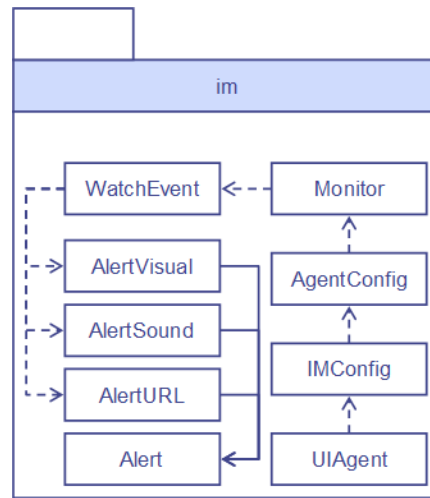 im
WatchEvent
Monitor
AlertVisual
AgentConfig
AlertSound
IMConfig
AlertURL
Alert
UIAgent